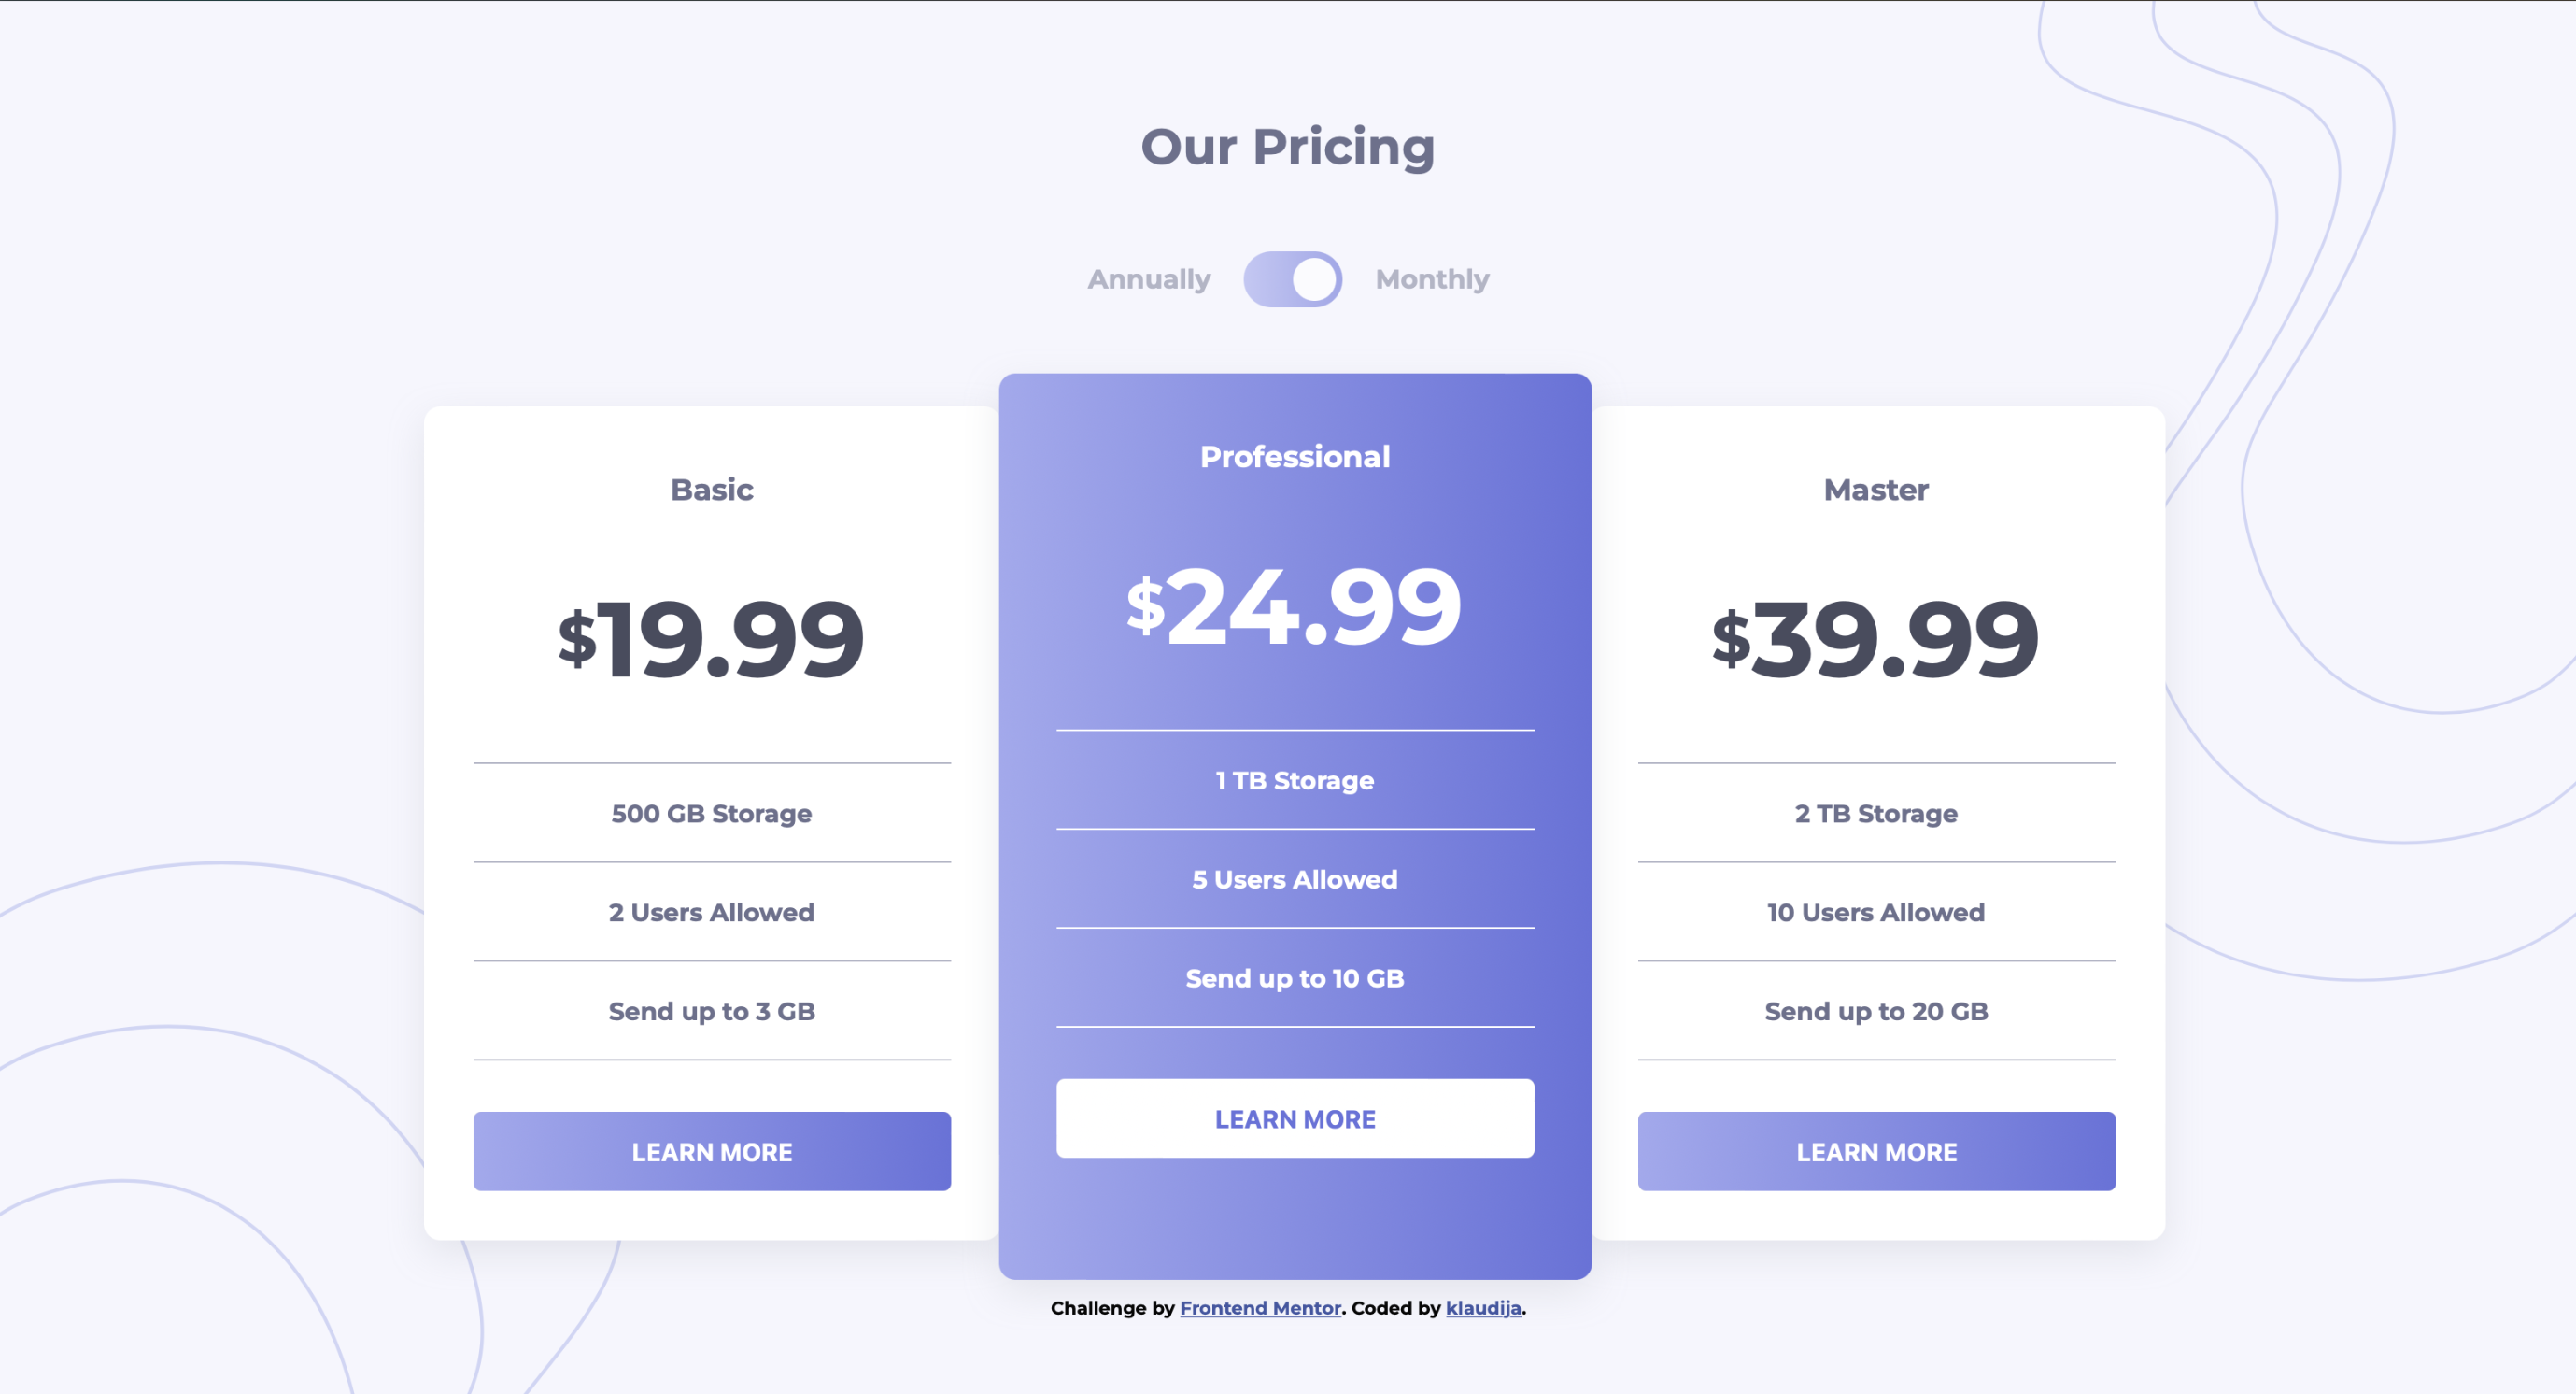 Our Pricing
Annually Monthly
Basic
$19.99
500 GB Storage
2 Users Allowed
Send up to 3 GB
LEARN MORE
Professional
$24.99
1 TB Storage
5 Users Allowed
Send up to 10 GB
LEARN MORE
Master
$39.99
2 TB Storage
10 Users Allowed
Send up to 20 GB
LEARN MORE
Challenge by Frontend Mentor. Coded by klaudija.